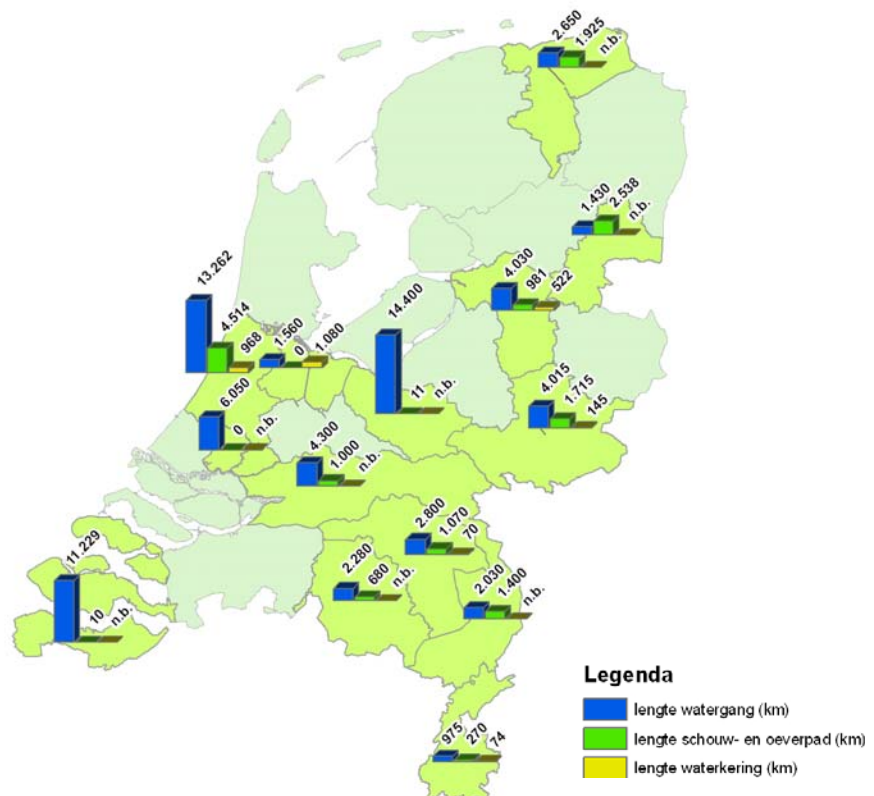 2.650
1.925
n.b.
1.430
2.538
n.b.
4.030
981
522
13.262
4.514
968
1.560
0
1.080
14.400
11
n.b.
4.015
1.715
145
6.050
0
n.b.
4.300
1.000
n.b.
2.800
1.070
70
11.229
10
n.b.
2.280
680
n.b.
2.030
1.400
n.b.
975
270
74
Legenda
lengte watergang (km)
lengte schouw- en oeverpad (km)
lengte waterkering (km)